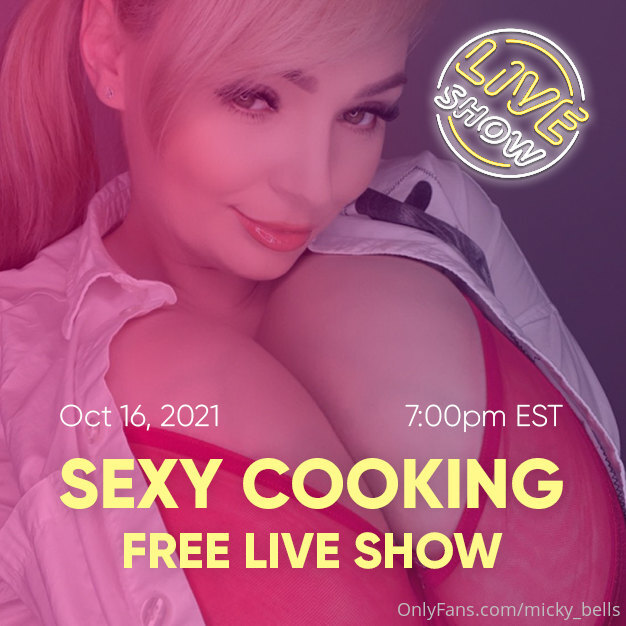 LIVE
SHOW
Oct 16, 2021
7:00pm EST
SEXY COOKING
FREE LIVE SHOW
OnlyFans.com/micky_bells